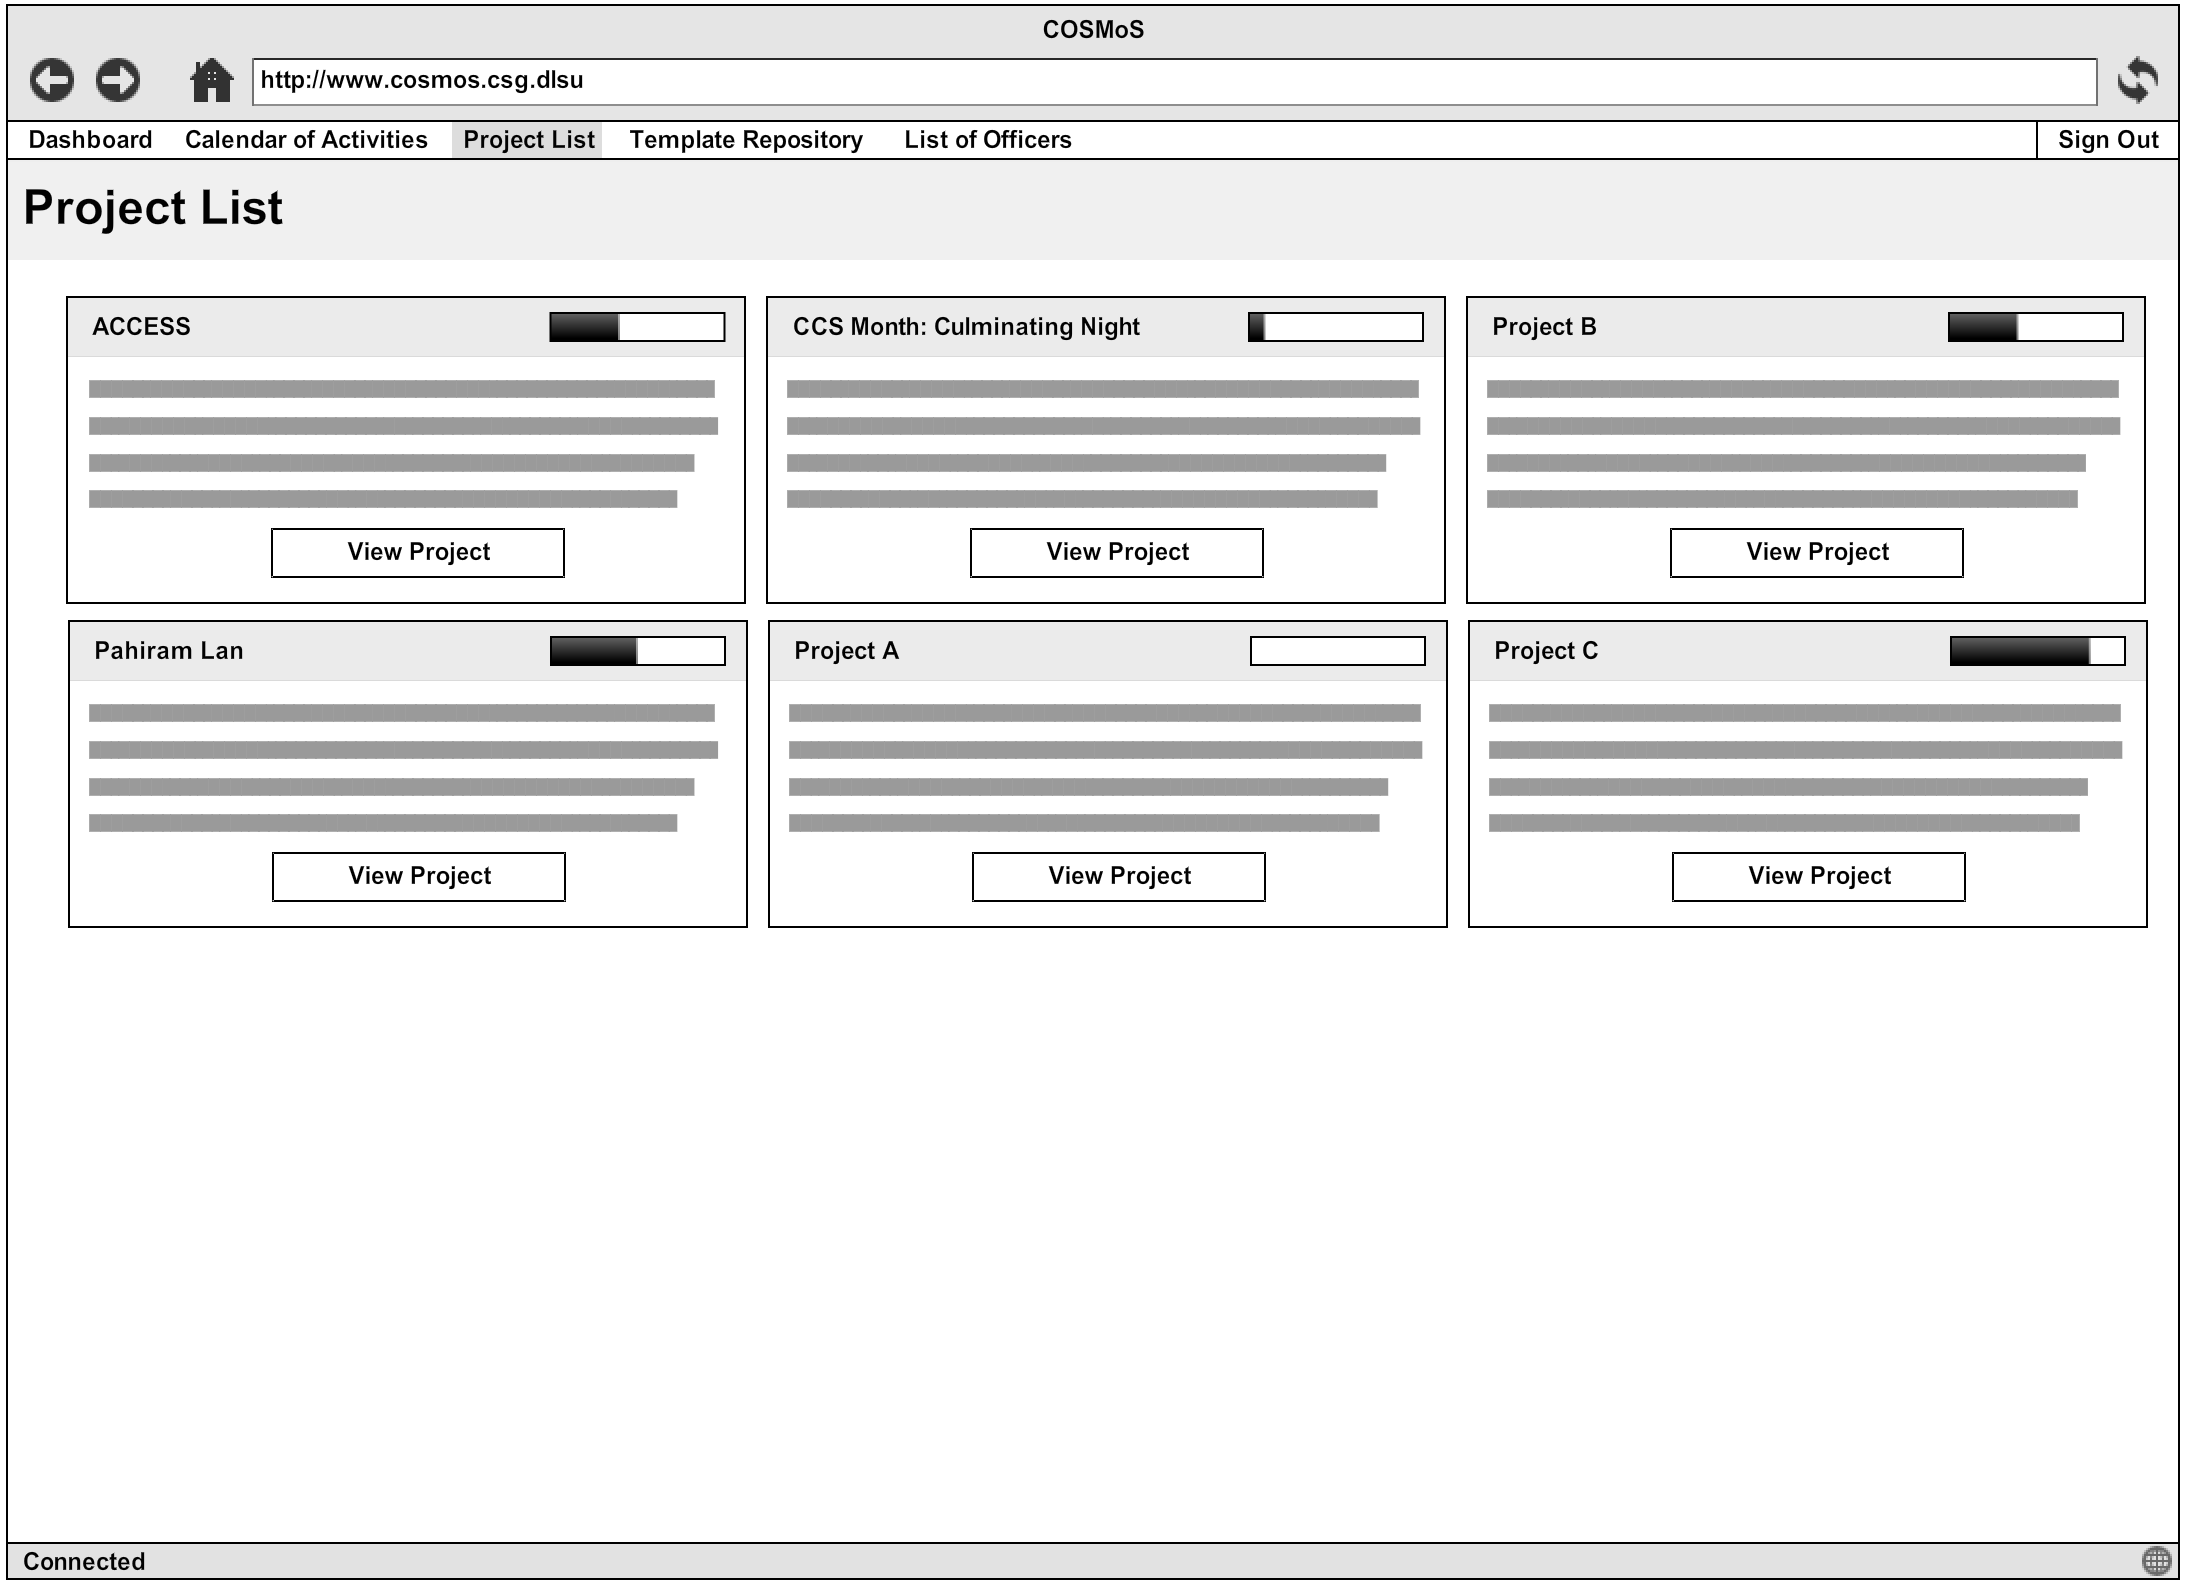 COSMoS
http://www.cosmos.csg.dlsu
Dashboard Calendar of Activities Project List Template Repository List of Officers Sign Out
Project List
ACCESS
View Project
CCS Month: Culminating Night
View Project
Project B
View Project
Pahiram Lan
View Project
Project A
View Project
Project C
View Project
Connected